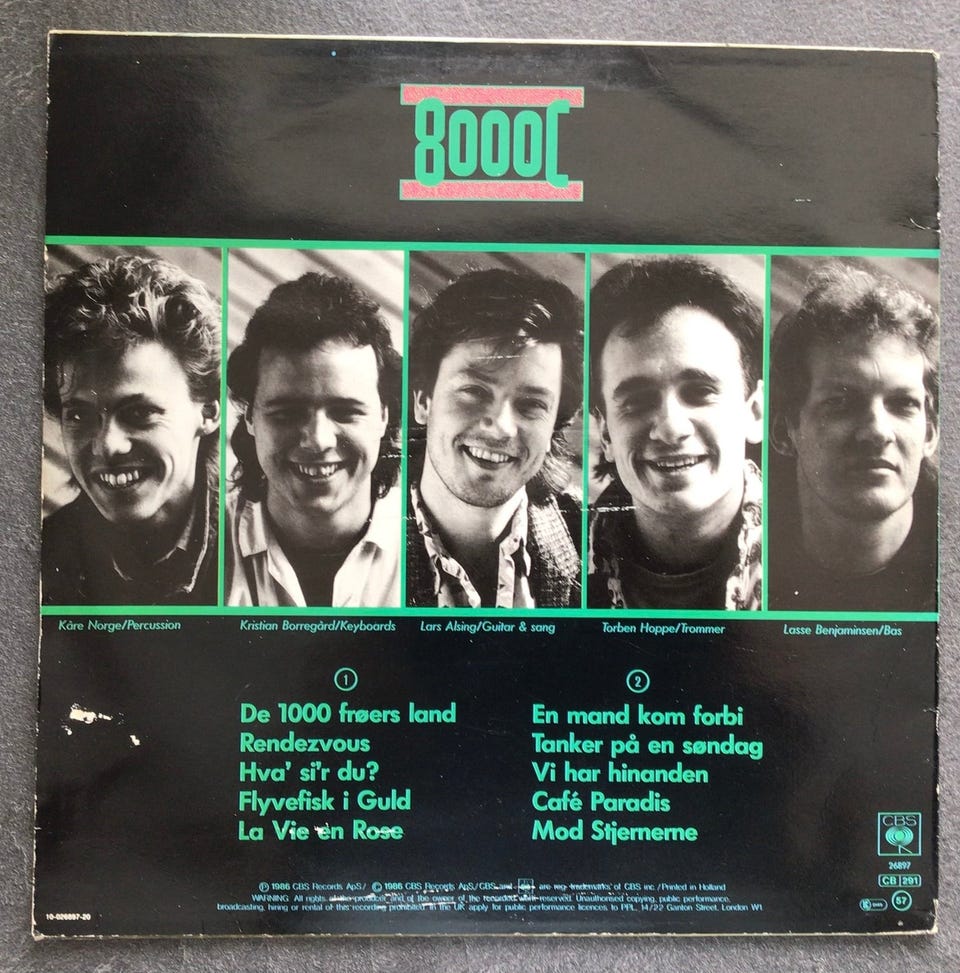 8000C
Kåre Norge/Percussion
Kristian Borregård/Keyboards
Lars Alsing/Guitar & sang
Torben Hoppe/Trommer
Lasse Benjaminsen/Bas
1
De 1000 frøers land
Rendezvous
Hva' si'r du?
Flyvefisk i Guld
La Vie en Rose
2
En mand kom forbi
Tanker på en søndag
Vi har hinanden
Café Paradis
Mod Stjernerne
CBS
26897
CB 291
57
Ⓟ 1986 CBS Records ApS/ © 1986 CBS Records ApS/CBS and are reg. trademarks of CBS inc./Printed in Holland
WARNING All rights of the producer and of the owner of the recorded work reserved. Unauthorised copying, public performance,
broadcasting, hiring or rental of this recording prohibited. In the UK apply for public performance licences to PPL, 14/22 Ganton Street, London W1
10-026897-20